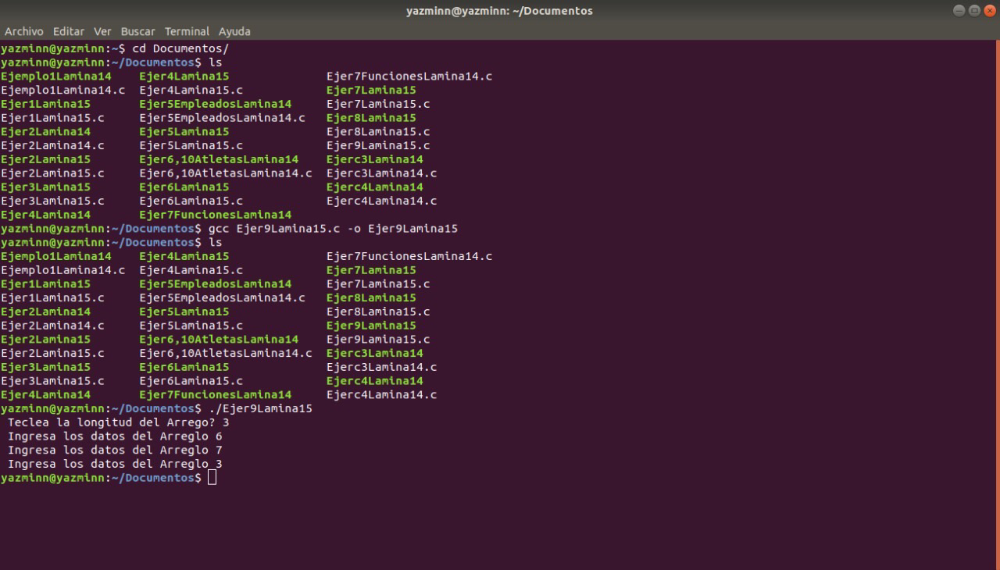 yazminn@yazminn: ~/Documentos
Archivo Editar Ver Buscar Terminal Ayuda
yazminn@yazminn:~$ cd Documentos/
yazminn@yazminn:~/Documentos$ ls
Ejemplo1Lamina14 Ejer4Lamina15 Ejer7FuncionesLamina14.c
Ejemplo1Lamina14.c Ejer4Lamina15.c Ejer7Lamina15
Ejer1Lamina15 Ejer5EmpleadosLamina14 Ejer7Lamina15.c
Ejer1Lamina15.c Ejer5EmpleadosLamina14.c Ejer8Lamina15
Ejer2Lamina14 Ejer5Lamina15 Ejer8Lamina15.c
Ejer2Lamina14.c Ejer5Lamina15.c Ejer9Lamina15.c
Ejer2Lamina15 Ejer6,10AtletasLamina14 Ejerc3Lamina14
Ejer2Lamina15.c Ejer6,10AtletasLamina14.c Ejerc3Lamina14.c
Ejer3Lamina15 Ejer6Lamina15 Ejerc4Lamina14
Ejer3Lamina15.c Ejer6Lamina15.c Ejerc4Lamina14.c
Ejer4Lamina14 Ejer7FuncionesLamina14
yazminn@yazminn:~/Documentos$ gcc Ejer9Lamina15.c -o Ejer9Lamina15
yazminn@yazminn:~/Documentos$ ls
Ejemplo1Lamina14 Ejer4Lamina15 Ejer7FuncionesLamina14.c
Ejemplo1Lamina14.c Ejer4Lamina15.c Ejer7Lamina15
Ejer1Lamina15 Ejer5EmpleadosLamina14 Ejer7Lamina15.c
Ejer1Lamina15.c Ejer5EmpleadosLamina14.c Ejer8Lamina15
Ejer2Lamina14 Ejer5Lamina15 Ejer8Lamina15.c
Ejer2Lamina14.c Ejer5Lamina15.c Ejer9Lamina15
Ejer2Lamina15 Ejer6,10AtletasLamina14 Ejer9Lamina15.c
Ejer2Lamina15.c Ejer6,10AtletasLamina14.c Ejerc3Lamina14
Ejer3Lamina15 Ejer6Lamina15 Ejerc3Lamina14.c
Ejer3Lamina15.c Ejer6Lamina15.c Ejerc4Lamina14
Ejer4Lamina14 Ejer7FuncionesLamina14 Ejerc4Lamina14.c
yazminn@yazminn:~/Documentos$ ./Ejer9Lamina15
Teclea la longitud del Arrego? 3
Ingresa los datos del Arreglo 6
Ingresa los datos del Arreglo 7
Ingresa los datos del Arreglo 3
yazminn@yazminn:~/Documentos$